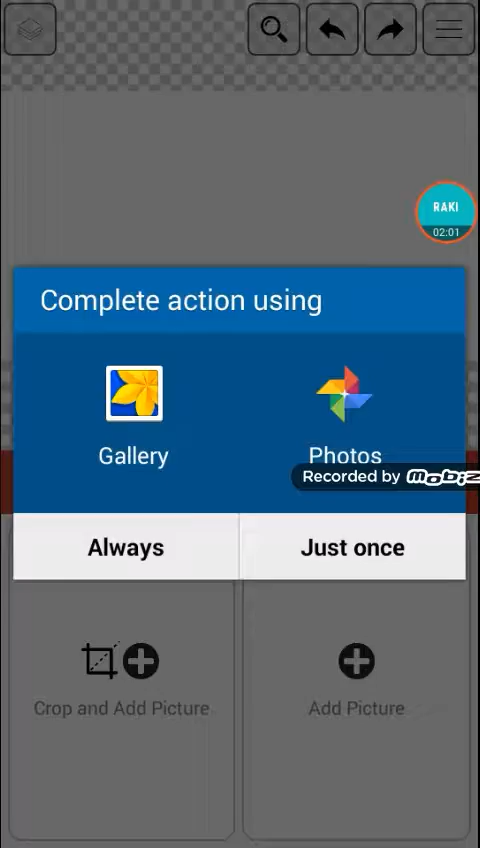 RAKI
02:01
Complete action using
Gallery
Photos
Recorded by
Always
Just once
Crop and Add Picture
Add Picture